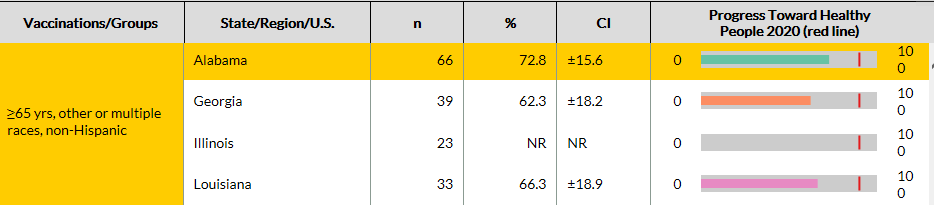 Vaccinations/Groups State/Region/U.S. n % CI Progress Toward Healthy
People 2020 (red line)
≥65 yrs, other or multiple
races, non-Hispanic
Alabama 66 72.8 ±15.6 0 10
0
Georgia 39 62.3 ±18.2 0 10
0
Illinois 23 NR NR 0 10
0
Louisiana 33 66.3 ±18.9 0 10
0